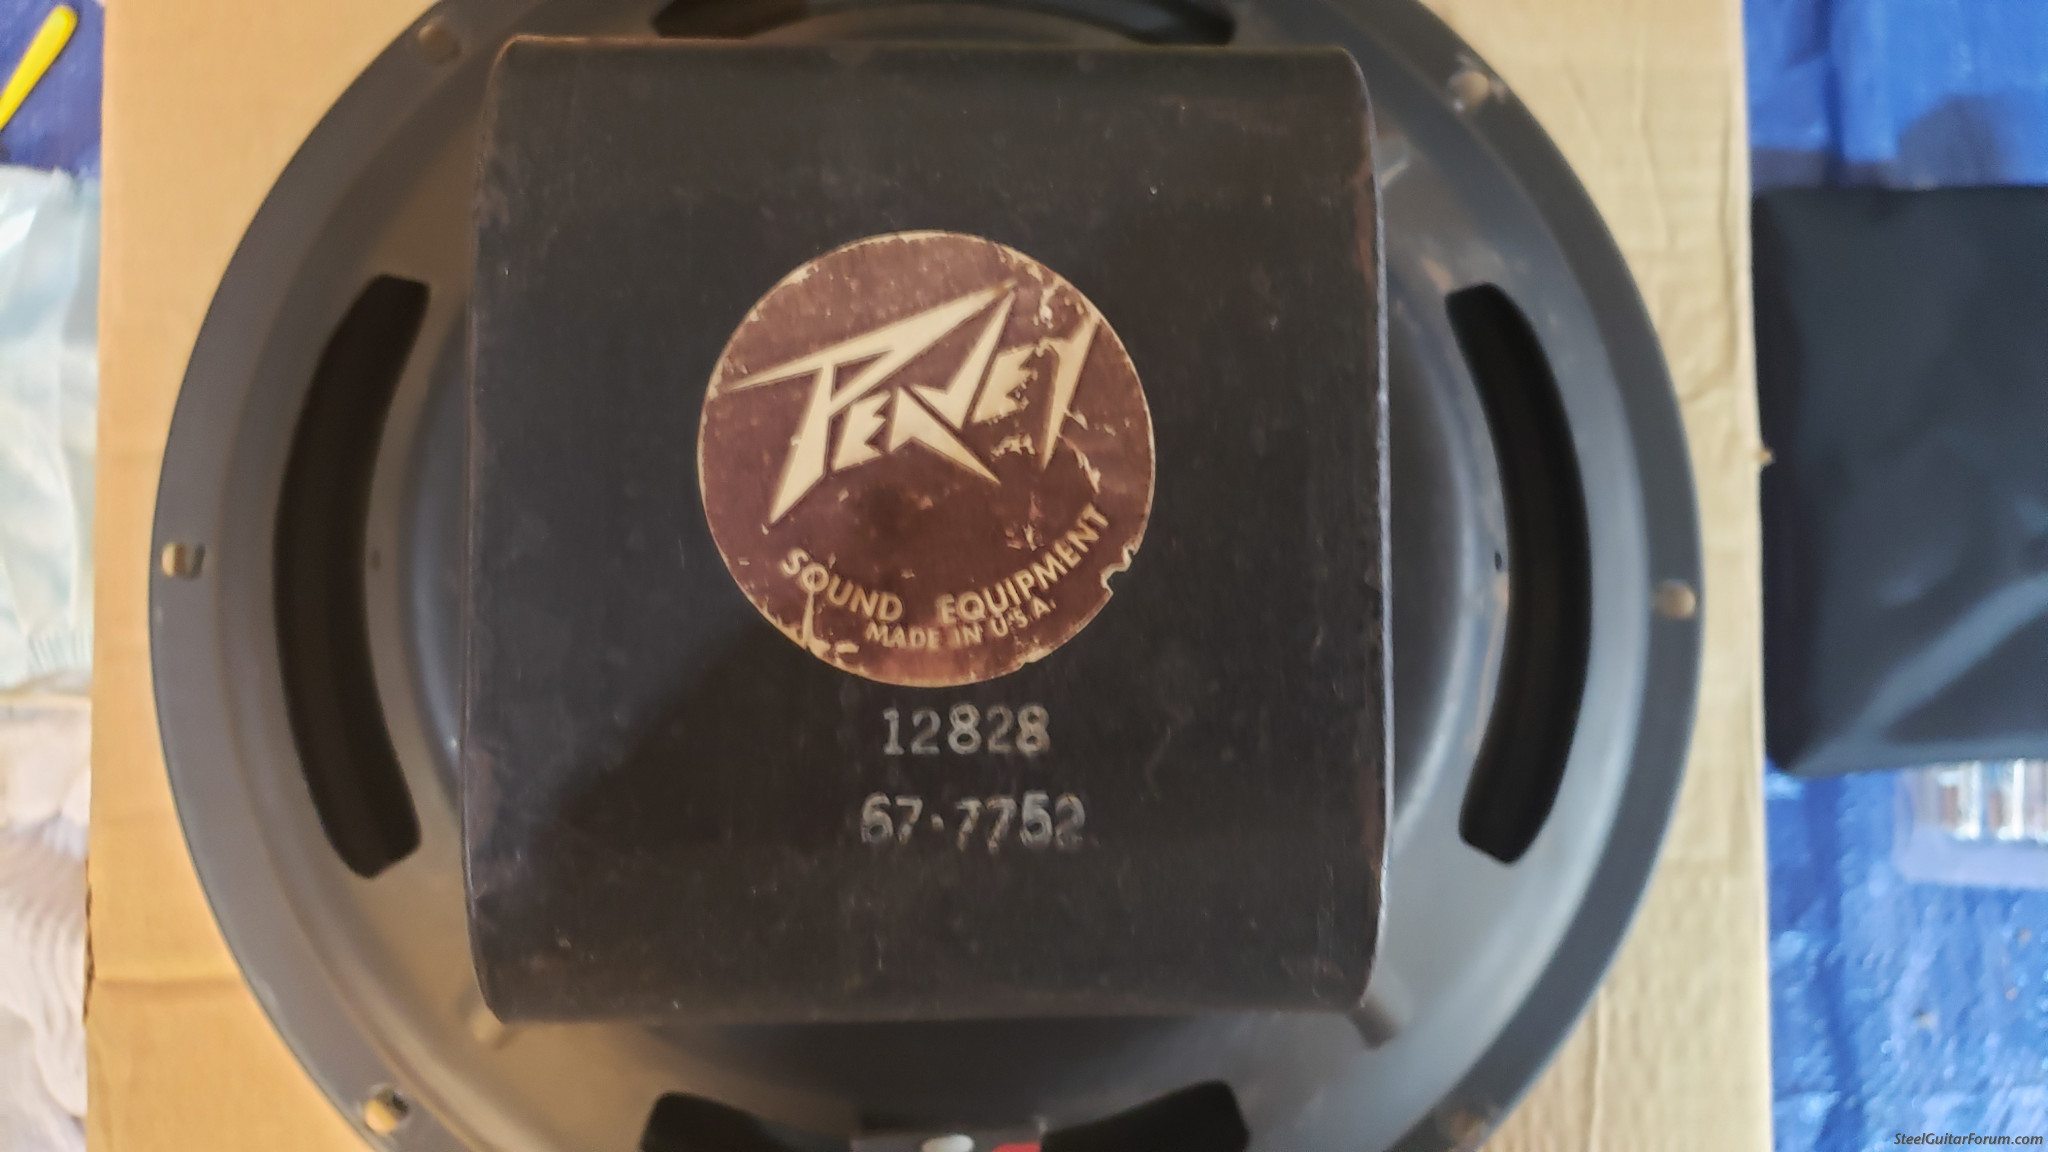 PEAVEY
SOUND EQUIPMENT
MADE IN U.S.A.
12828
67-7752
SteelGuitarForum.com